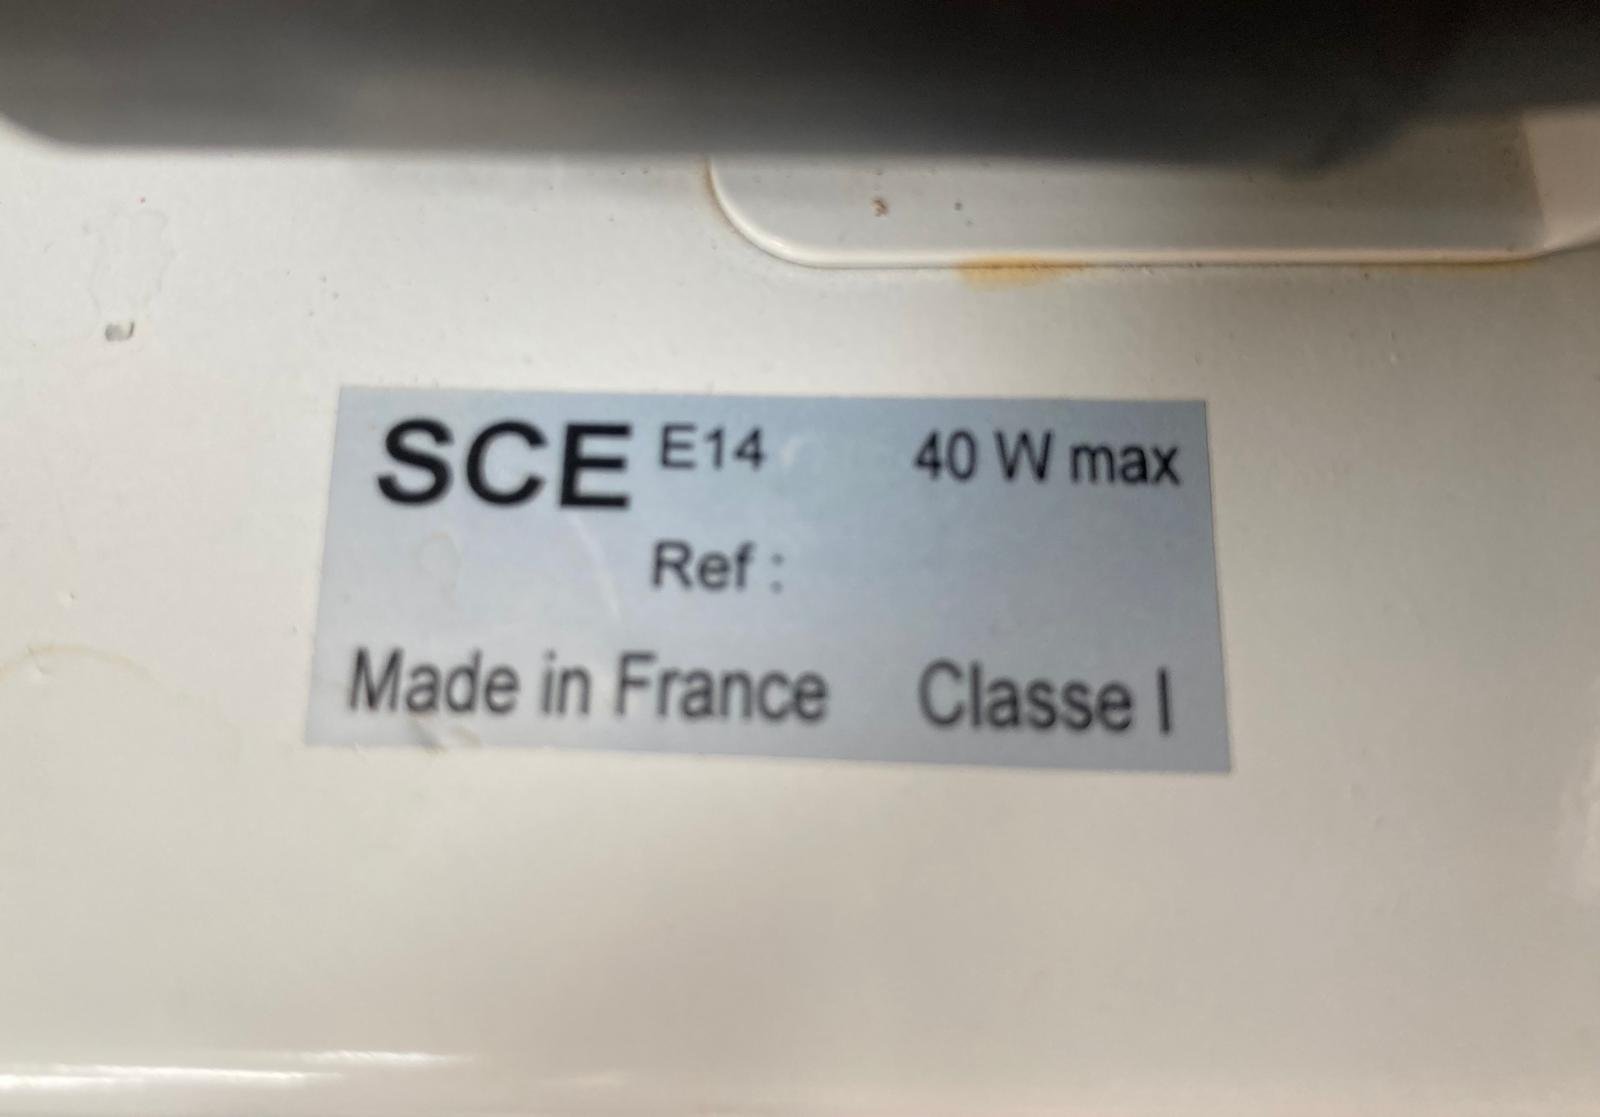 SCE E14 40 W max
Ref :
Made in France Classe I